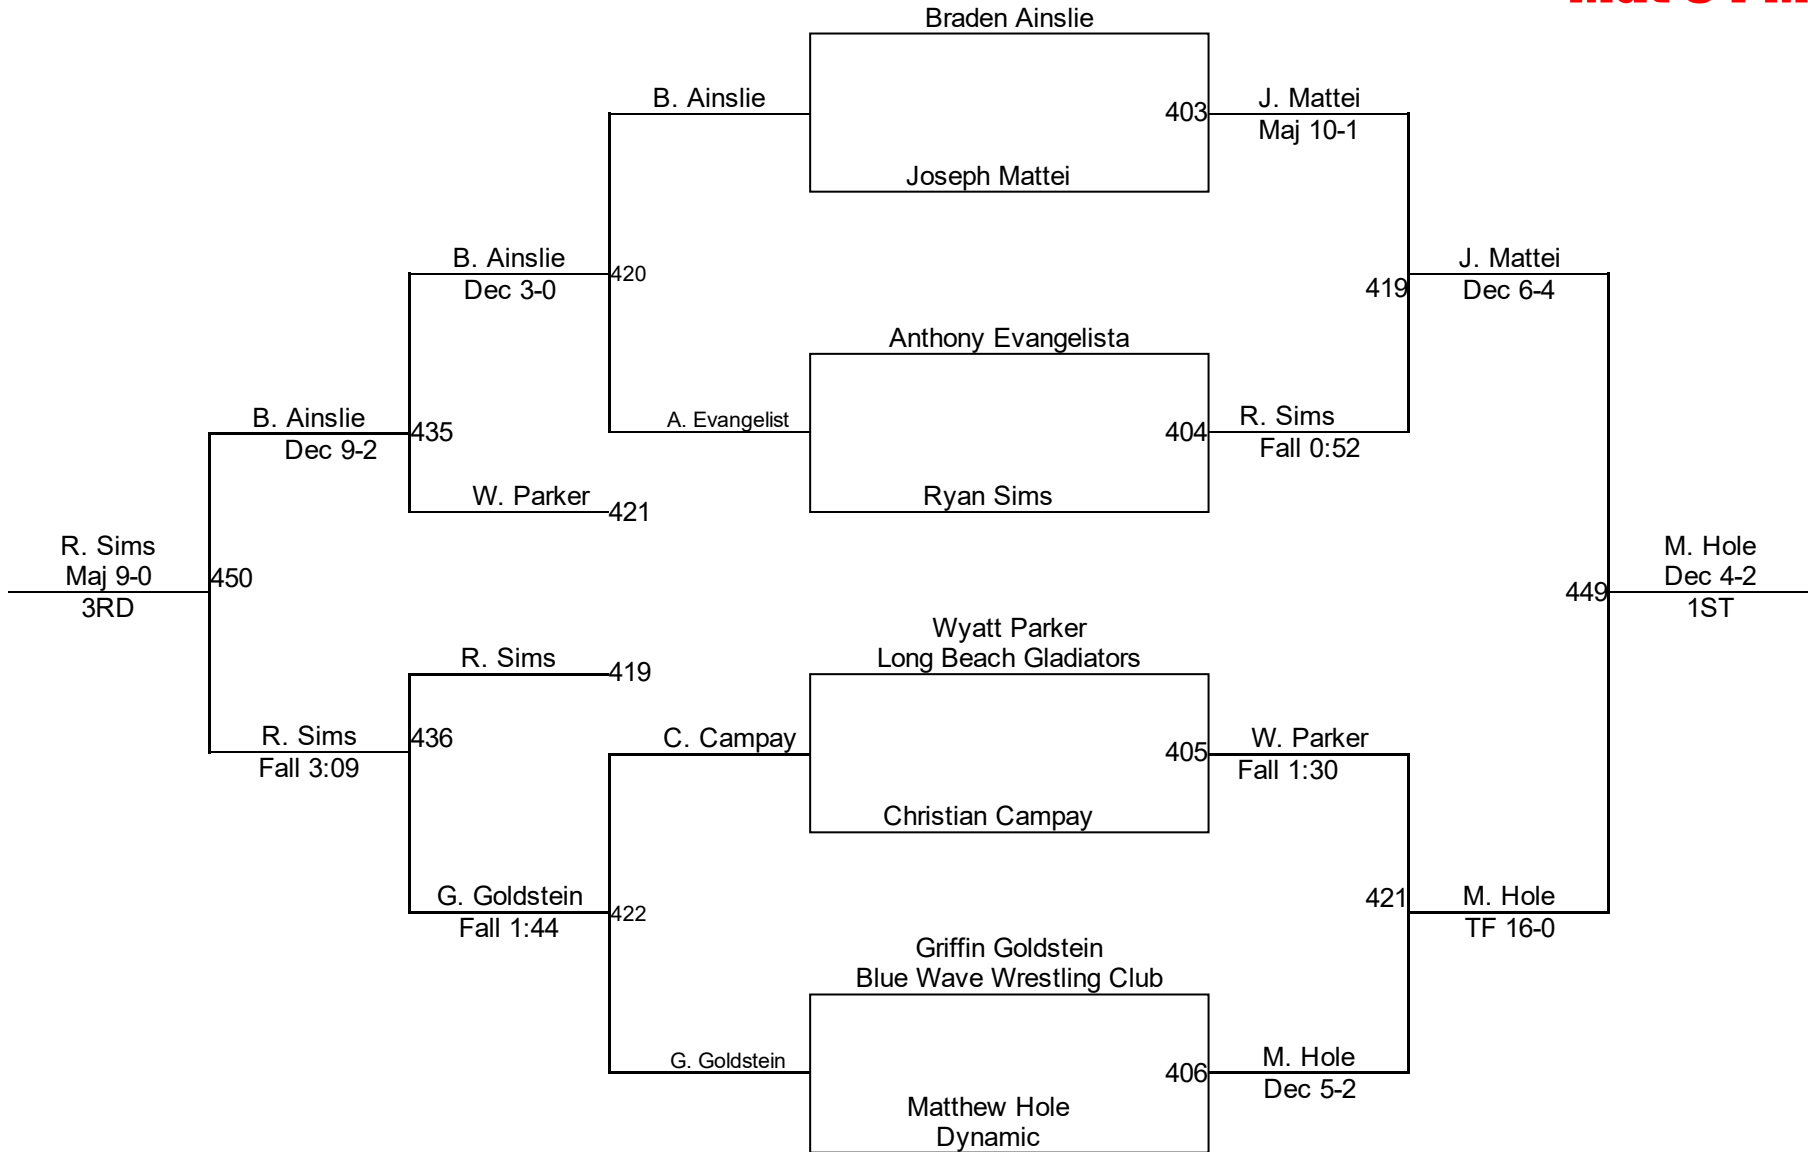 Braden Ainslie
B. Ainslie
403
J. Mattei
Maj 10-1
Joseph Mattei
B. Ainslie
Dec 3-0
420
419
J. Mattei
Dec 6-4
Anthony Evangelista
B. Ainslie
Dec 9-2
435
A. Evangelist
404
R. Sims
Fall 0:52
W. Parker
421
Ryan Sims
R. Sims
Maj 9-0
3RD
450
449
M. Hole
Dec 4-2
1ST
Wyatt Parker
Long Beach Gladiators
R. Sims
419
R. Sims
Fall 3:09
436
C. Campay
405
W. Parker
Fall 1:30
Christian Campay
G. Goldstein
Fall 1:44
422
421
M. Hole
TF 16-0
Griffin Goldstein
Blue Wave Wrestling Club
G. Goldstein
406
M. Hole
Dec 5-2
Matthew Hole
Dynamic